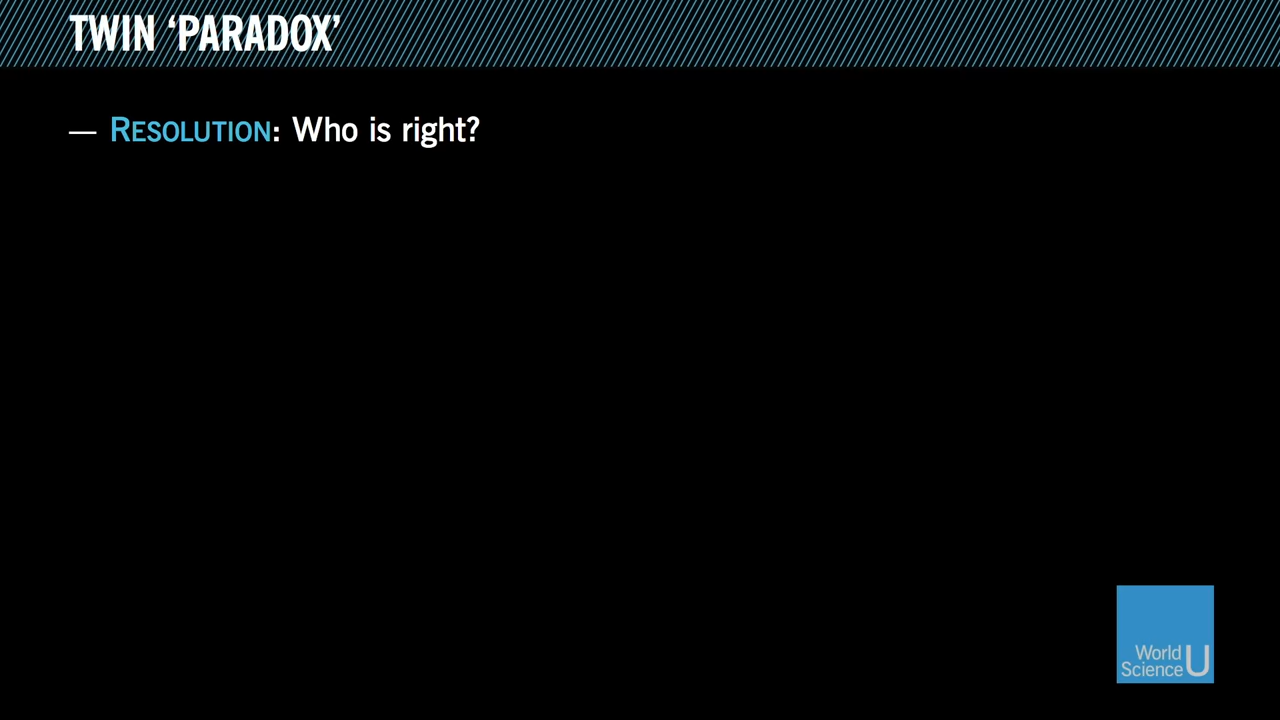 TWIN ‘PARADOX’
— RESOLUTION: Who is right?
World
Science U